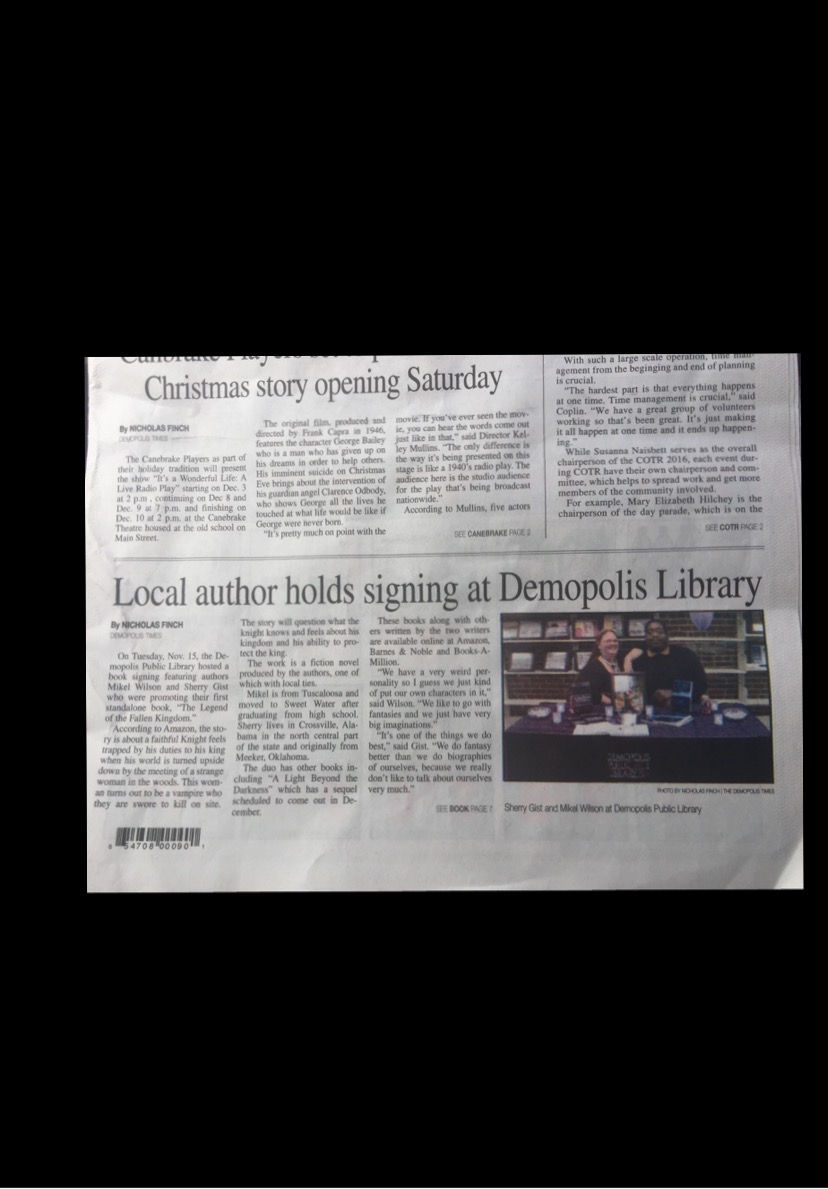 Christmas story opening Saturday
By NICHOLAS FINCH
DEMOPOLIS TIMES
The Canebrake Players as part of
their holiday tradition will present
the show "It's a Wonderful Life: A
Live Radio Play" starting on Dec. 3
at 2 p.m., continuing on Dec 8 and
Dec. 9 at 7 p.m. and finishing on
Dec. 10 at 2 p.m. at the Canebrake
Theatre housed at the old school on
Main Street.
The original film, produced and
directed by Frank Capra in 1946,
features the character George Bailey
who is a man who has given up on
his dreams in order to help others.
His imminent suicide on Christmas
Eve brings about the intervention of
his guardian angel Clarence Odbody,
who shows George all the lives he
touched at what life would be like if
George were never born.
"It's pretty much on point with the
movie. If you've ever seen the mov-
ie, you can hear the words come out
just like in that," said Director Kel-
ley Mullins. "The only difference is
the way it's being presented on this
stage is like a 1940's radio play. The
audience here is the studio audience
for the play that's being broadcast
nationwide."
According to Mullins, five actors
SEE CANEBRAKE PAGE 2
With such a large scale operation, time man-
agement from the beginging and end of planning
is crucial.
"The hardest part is that everything happens
at one time. Time management is crucial," said
Coplin. "We have a great group of volunteers
working so that's been great. It's just making
it all happen at one time and it ends up happen-
ing."
While Susanna Naisbett serves as the overall
chairperson of the COTR 2016, each event dur-
ing COTR have their own chairperson and com-
mittee, which helps to spread work and get more
members of the community involved.
For example, Mary Elizabeth Hilchey is the
chairperson of the day parade, which is on the
SEE COTR PAGE 2
Local author holds signing at Demopolis Library
By NICHOLAS FINCH
DEMOPOLIS TIMES
On Tuesday, Nov. 15, the De-
mopolis Public Library hosted a
book signing featuring authors
Mikel Wilson and Sherry Gist
who were promoting their first
standalone book, "The Legend
of the Fallen Kingdom."
According to Amazon, the sto-
ry is about a faithful Knight feels
trapped by his duties to his king
when his world is turned upside
down by the meeting of a strange
woman in the woods. This wom-
an turns out to be a vampire who
they are swore to kill on site.
The story will question what the
knight knows and feels about his
kingdom and his ability to pro-
tect the king.
The work is a fiction novel
produced by the authors, one of
which with local ties.
Mikel is from Tuscaloosa and
moved to Sweet Water after
graduating from high school.
Sherry lives in Crossville, Ala-
bama in the north central part
of the state and originally from
Meeker, Oklahoma.
The duo has other books in-
cluding "A Light Beyond the
Darkness" which has a sequel
scheduled to come out in De-
cember.
These books along with oth-
ers written by the two writers
are available online at Amazon,
Barnes & Noble and Books-A-
Million.
"We have a very weird per-
sonality so I guess we just kind
of put our own characters in it,"
said Wilson. "We like to go with
fantasies and we just have very
big imaginations."
"It's one of the things we do
best," said Gist. "We do fantasy
better than we do biographies
of ourselves, because we really
don't like to talk about ourselves
very much."
SEE BOOK PAGE 7
PHOTO BY NICHOLAS FINCH | THE DEMOPOLIS TIMES
Sherry Gist and Mikel Wilson at Demopolis Public Library
6 54708 00090 1